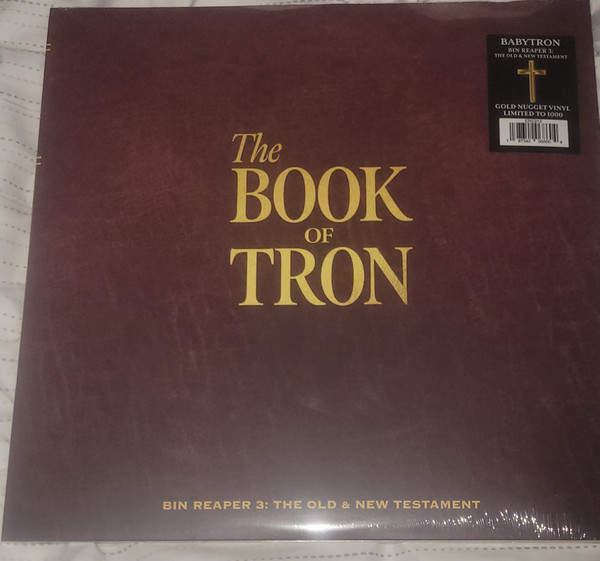 The
BOOK
OF
TRON
BIN REAPER 3: THE OLD & NEW TESTAMENT
BABYTRON
BIN REAPER 3:
THE OLD & NEW TESTAMENT
GOLD NUGGET VINYL
LIMITED TO 1000